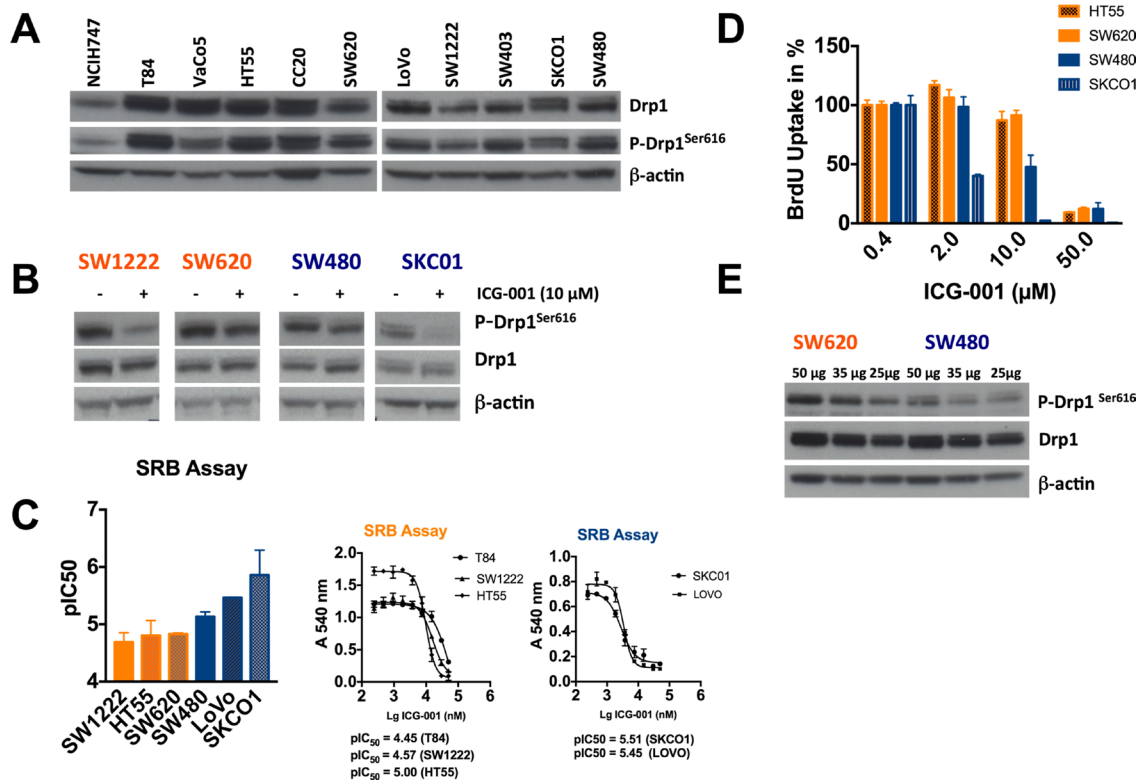 A
NCIH747 T84 VaCo5 HT55 CC20 SW620 LoVo SW1222 SW403 SKCO1 SW480
Drp1
P-Drp1Ser616
β-actin
B
SW1222 SW620 SW480 SKC01
- + - + - + - + ICG-001 (10 μM)
P-Drp1Ser616
Drp1
β-actin
SRB Assay
C
pIC50
7
6
5
4
SW1222 HT55 SW620 SW480 LoVo SKCO1
SRB Assay
A 540 nm
2.0
1.5
1.0
0.5
0.0
T84
SW1222
HT55
2 3 4 5 6
Lg ICG-001 (nM)
pIC50 = 4.45 (T84)
pIC50 = 4.57 (SW1222)
pIC50 = 5.00 (HT55)
SRB Assay
A 540 nm
1.0
0.8
0.6
0.4
0.2
0.0
SKC01
LOVO
2 3 4 5 6
Lg ICG-001 (nM)
pIC50 = 5.51 (SKCO1)
pIC50 = 5.45 (LOVO)
D
HT55
SW620
SW480
SKCO1
BrdU Uptake in %
150
100
50
0
0.4 2.0 10.0 50.0
ICG-001 (μM)
E
SW620 SW480
50 μg 35 μg 25μg 50 μg 35 μg 25μg
P-Drp1 Ser616
Drp1
β-actin